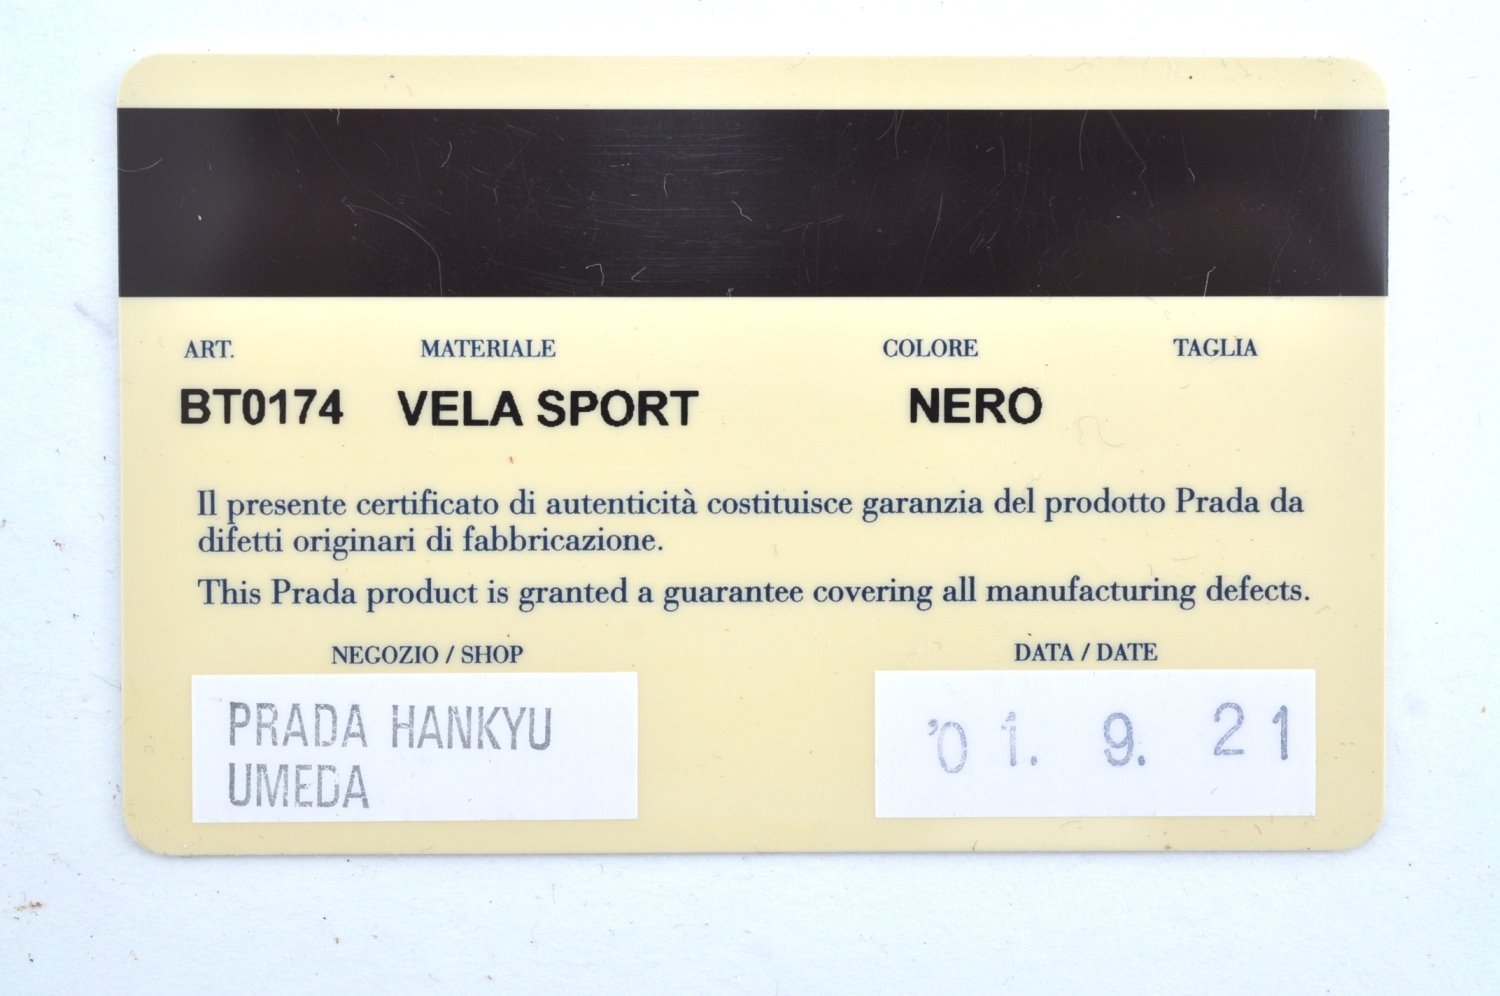 ART. MATERIALE COLORE TAGLIA
BT0174 VELA SPORT NERO
Il presente certificato di autenticità costituisce garanzia del prodotto Prada da
difetti originari di fabbricazione.
This Prada product is granted a guarantee covering all manufacturing defects.
NEGOZIO / SHOP DATA / DATE
PRADA HANKYU
UMEDA
'01. 9. 21